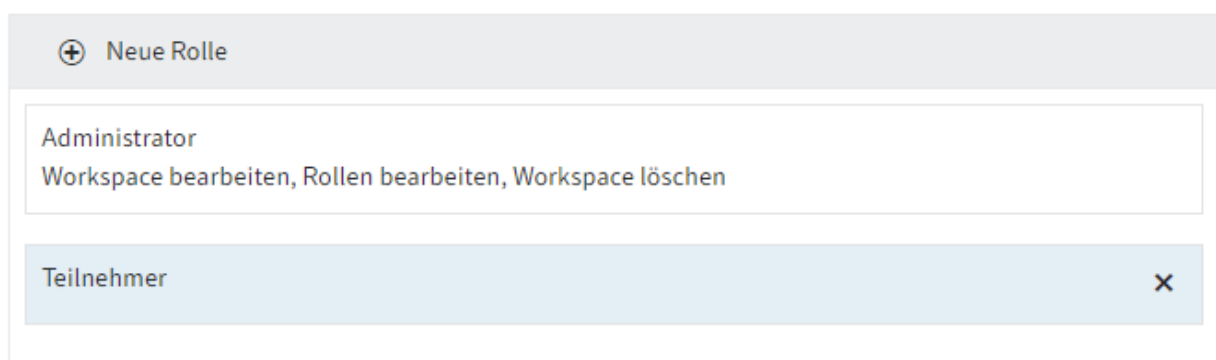 Neue Rolle
Administrator
Workspace bearbeiten, Rollen bearbeiten, Workspace löschen
Teilnehmer